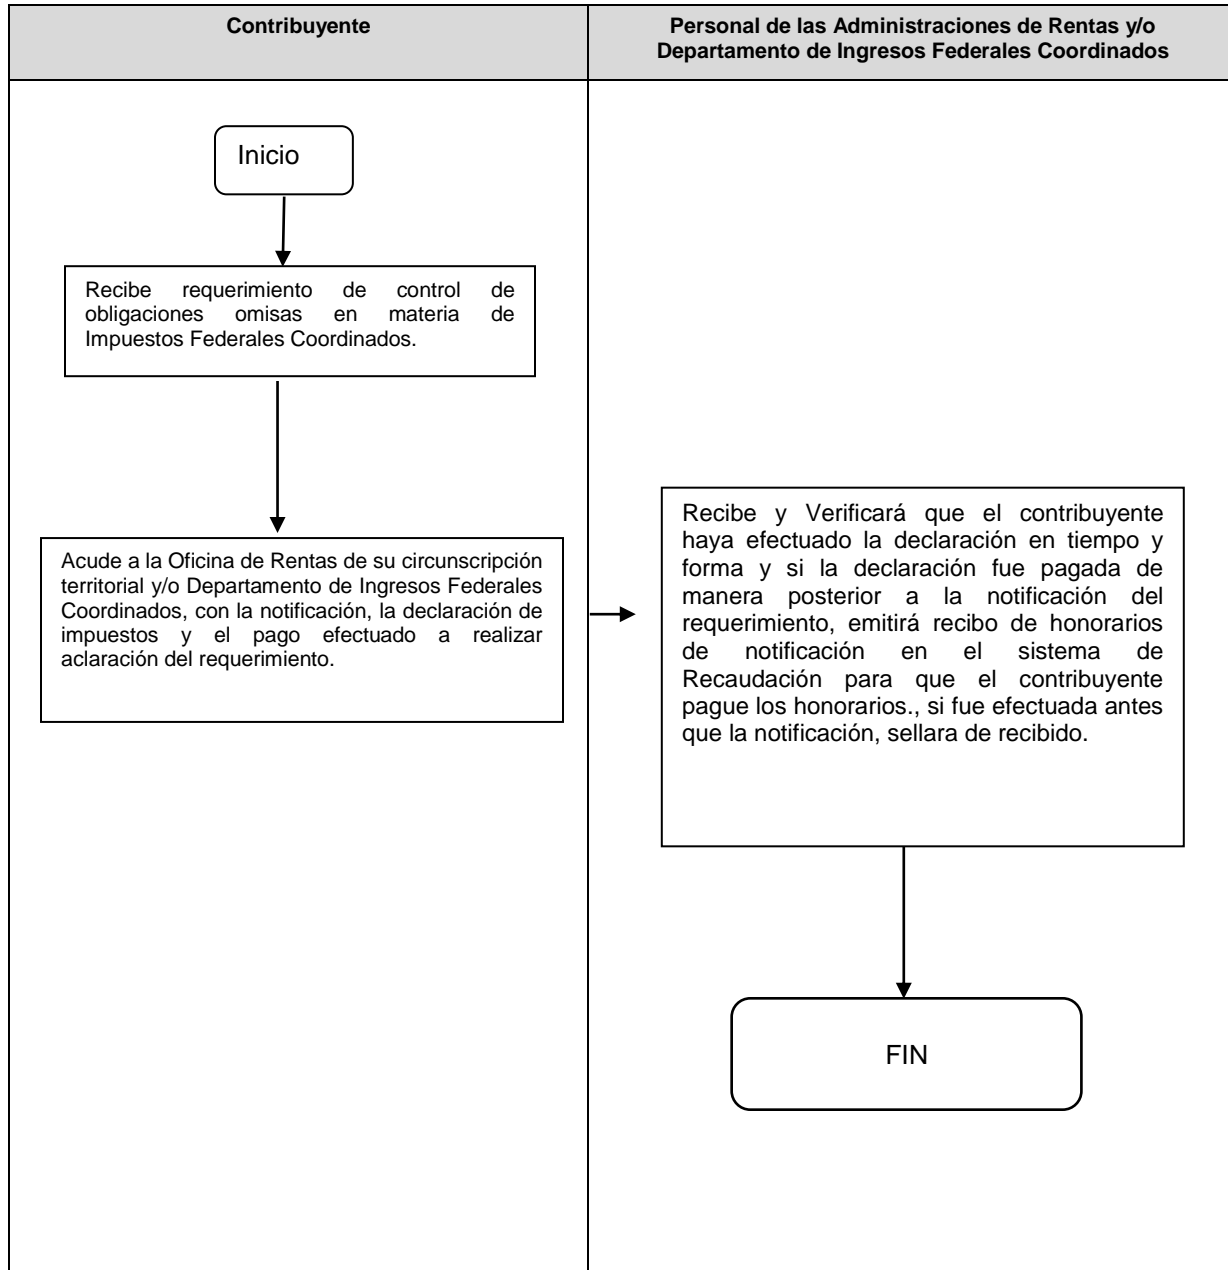 Contribuyente
Personal de las Administraciones de Rentas y/o
Departamento de Ingresos Federales Coordinados
Inicio
Recibe requerimiento de control de
obligaciones omisas en materia de
Impuestos Federales Coordinados.
Acude a la Oficina de Rentas de su circunscripción
territorial y/o Departamento de Ingresos Federales
Coordinados, con la notificación, la declaración de
impuestos y el pago efectuado a realizar
aclaración del requerimiento.
Recibe y Verificará que el contribuyente
haya efectuado la declaración en tiempo y
forma y si la declaración fue pagada de
manera posterior a la notificación del
requerimiento, emitirá recibo de honorarios
de notificación en el sistema de
Recaudación para que el contribuyente
pague los honorarios., si fue efectuada antes
que la notificación, sellara de recibido.
FIN